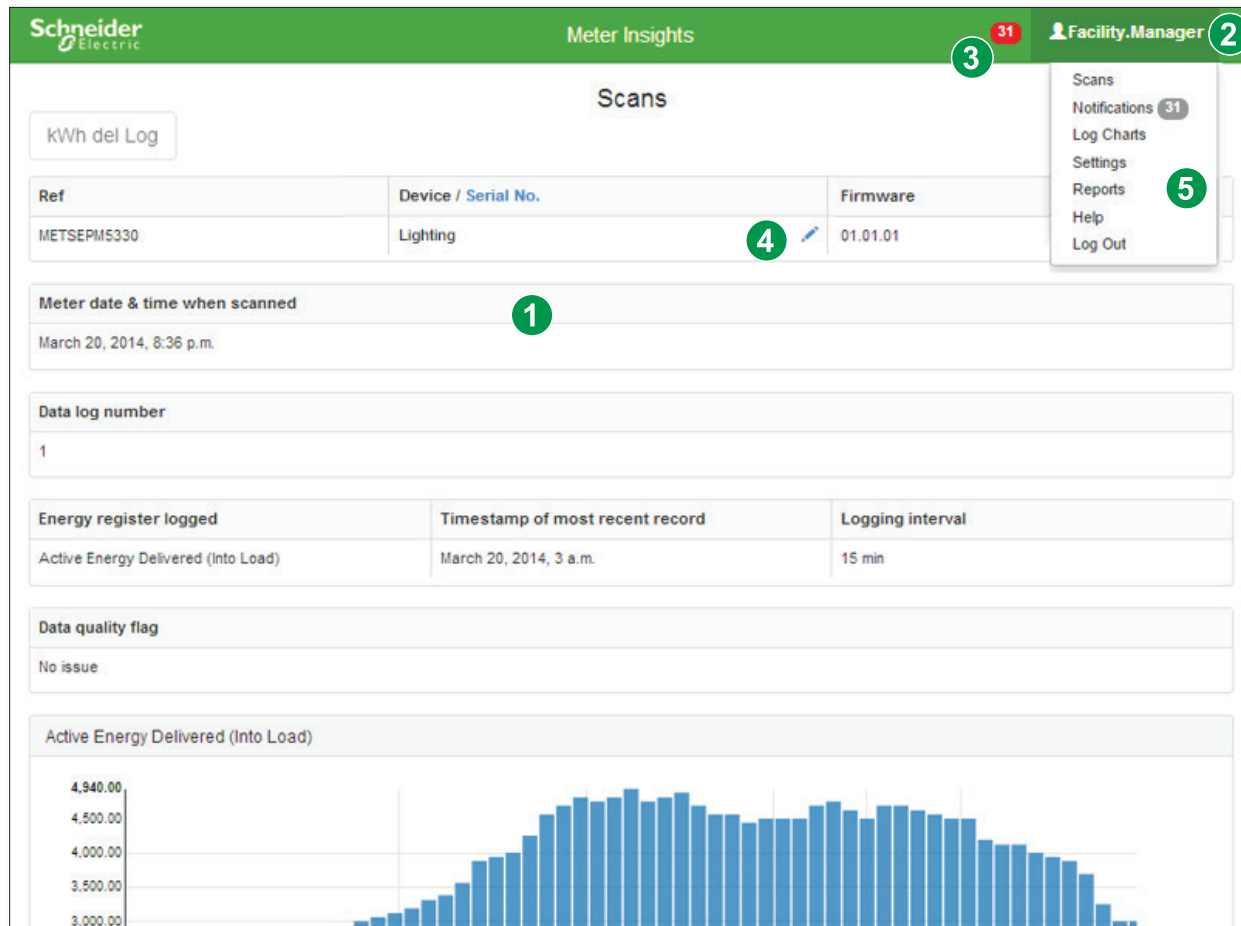 Schneider Electric
Meter Insights
31
Facility.Manager
2
3
Scans
Notifications 31
Log Charts
Settings
Reports
5
Help
Log Out
Scans
kWh del Log
Ref
Device / Serial No.
Firmware
METSEPM5330
Lighting
4
01.01.01
Meter date & time when scanned
1
March 20, 2014, 8:36 p.m.
Data log number
1
Energy register logged
Timestamp of most recent record
Logging interval
Active Energy Delivered (Into Load)
March 20, 2014, 3 a.m.
15 min
Data quality flag
No issue
Active Energy Delivered (Into Load)
4,940.00
4,500.00
4,000.00
3,500.00
3,000.00